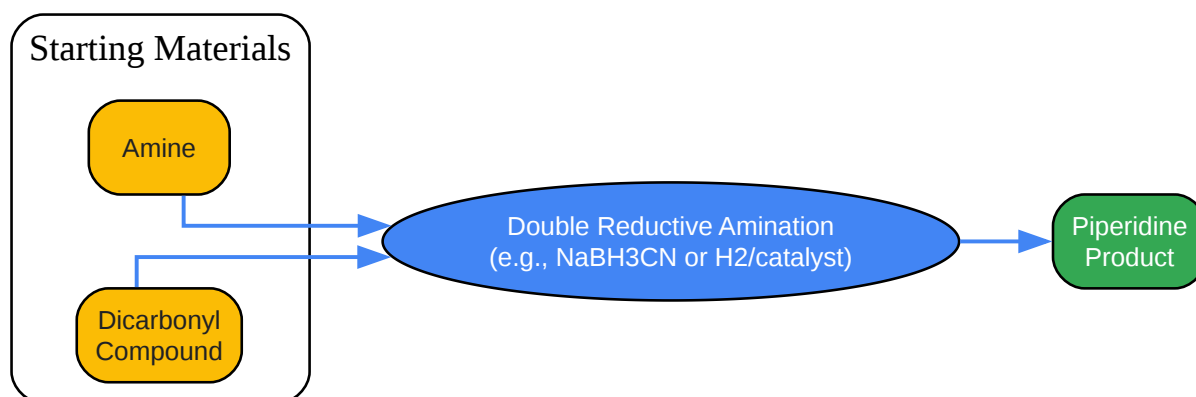 Starting Materials
Amine
Dicarbonyl
Compound
Double Reductive Amination
(e.g., NaBH3CN or H2/catalyst)
Piperidine
Product